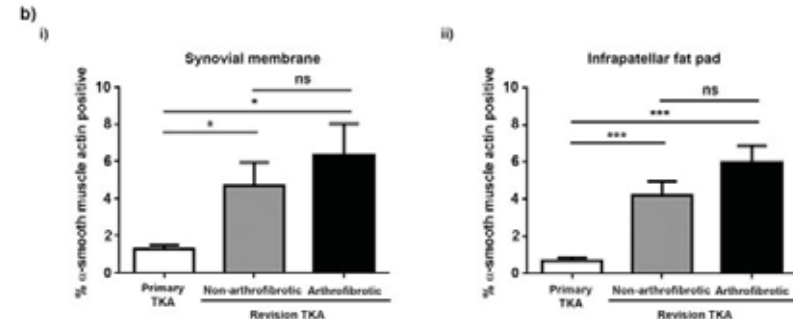 b)
i)
Synovial membrane
% α-smooth muscle actin positive
10
8
6
4
2
0
ns
*
*
Primary
TKA
Non-arthrofibrotic Arthrofibrotic
Revision TKA
ii)
Infrapatellar fat pad
% α-smooth muscle actin positive
10
8
6
4
2
0
ns
***
***
Primary
TKA
Non-arthrofibrotic Arthrofibrotic
Revision TKA